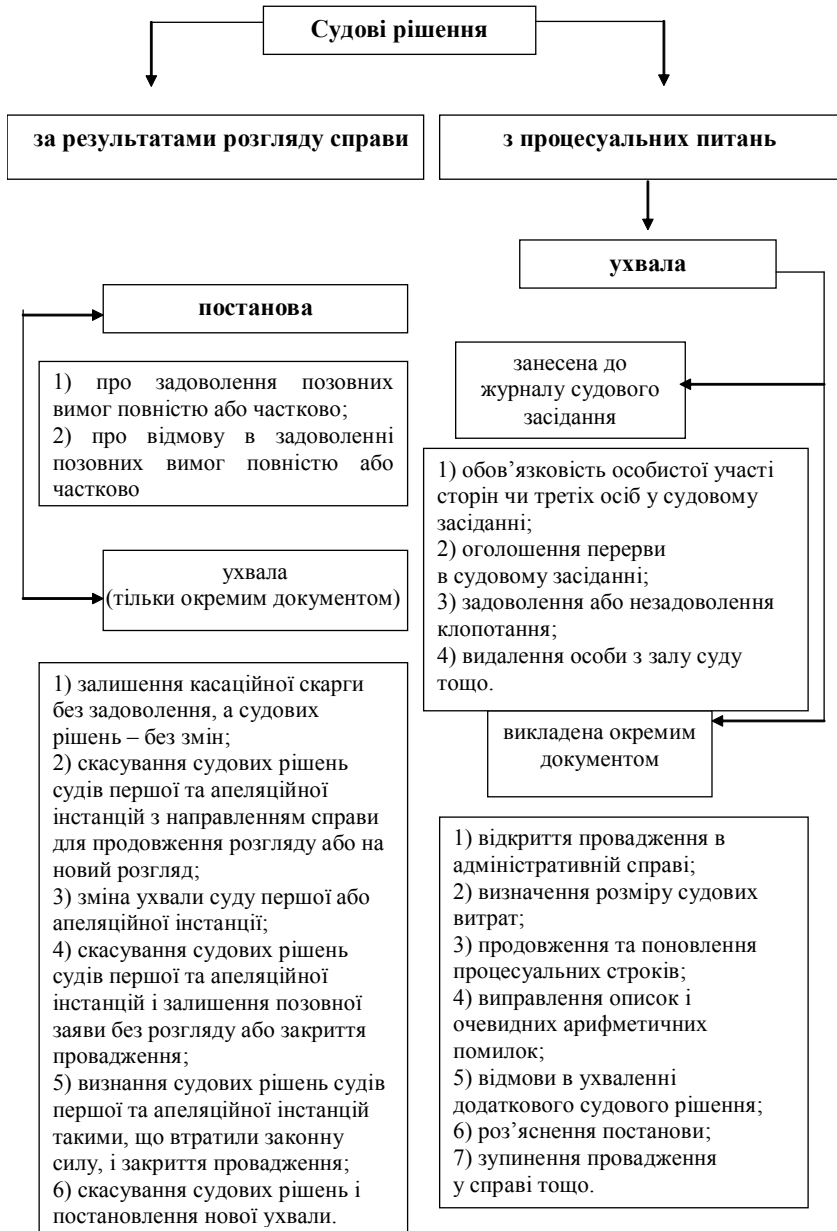 Судові рішення
за результатами розгляду справи
з процесуальних питань
постанова
1) про задоволення позовних
вимог повністю або частково;
2) про відмову в задоволенні
позовних вимог повністю або
частково
ухвала
(тільки окремим документом)
1) залишення касаційної скарги
без задоволення, а судових
рішень – без змін;
2) скасування судових рішень
судів першої та апеляційної
інстанцій з направленням справи
для продовження розгляду або на
новий розгляд;
3) зміна ухвали суду першої або
апеляційної інстанції;
4) скасування судових рішень
судів першої та апеляційної
інстанцій і залишення позовної
заяви без розгляду або закриття
провадження;
5) визнання судових рішень судів
першої та апеляційної інстанцій
такими, що втратили законну
силу, і закриття провадження;
6) скасування судових рішень і
постановлення нової ухвали.
ухвала
занесена до
журналу судового
засідання
1) обов’язковість особистої участі
сторін чи третіх осіб у судовому
засіданні;
2) оголошення перерви
в судовому засіданні;
3) задоволення або незадоволення
клопотання;
4) видалення особи з залу суду
тощо.
викладена окремим
документом
1) відкриття провадження в
адміністративній справі;
2) визначення розміру судових
витрат;
3) продовження та поновлення
процесуальних строків;
4) виправлення описок і
очевидних арифметичних
помилок;
5) відмови в ухваленні
додаткового судового рішення;
6) роз’яснення постанови;
7) зупинення провадження
у справі тощо.